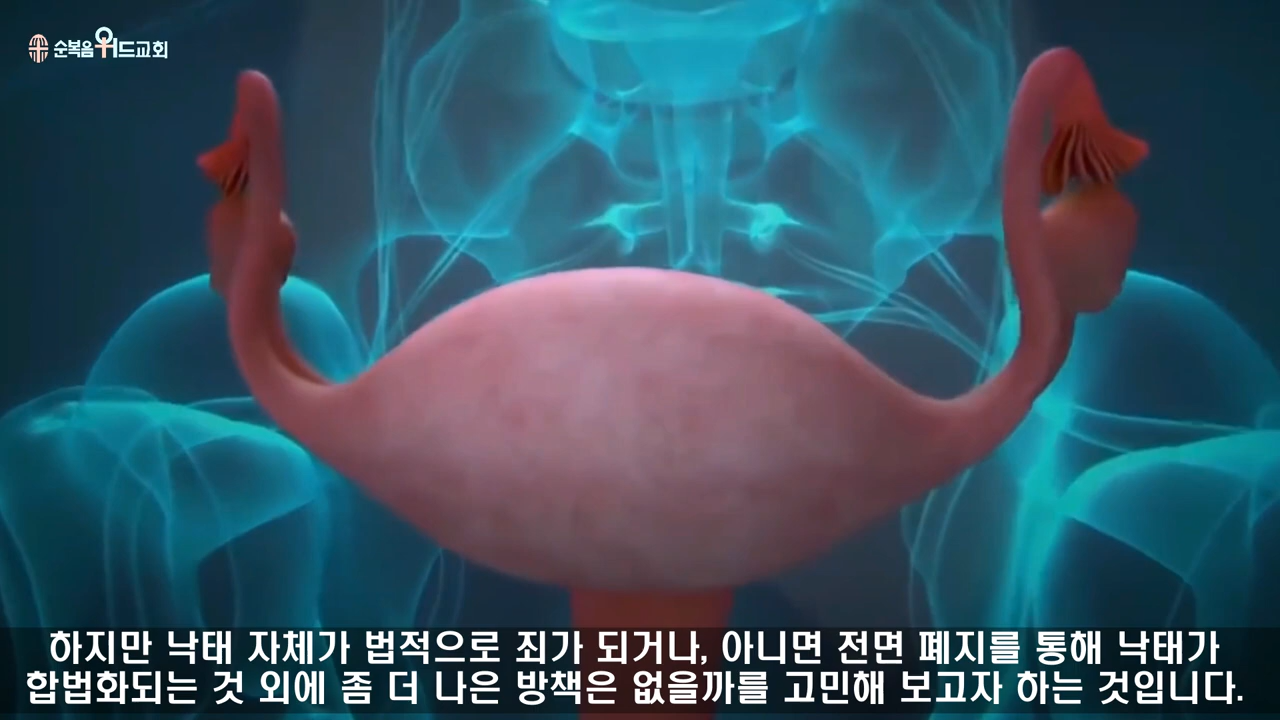 순복음워드교회
하지만 낙태 자체가 법적으로 죄가 되거나, 아니면 전면 폐지를 통해 낙태가
합법화되는 것 외에 좀 더 나은 방책은 없을까를 고민해 보고자 하는 것입니다.